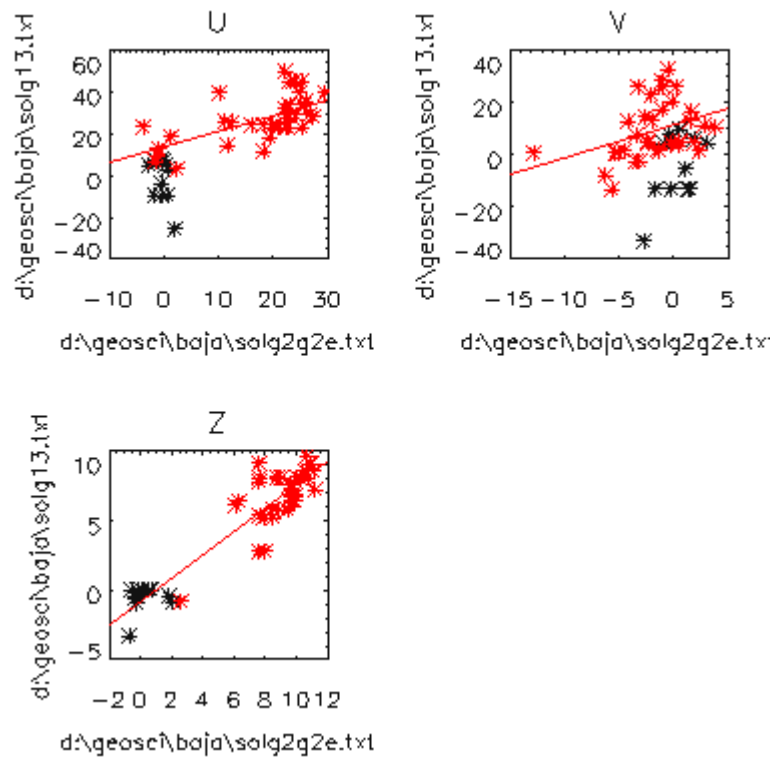 U
d:\geosci\baja\solg13.txt
60
40
20
0
−20
−40
−10 0 10 20 30
d:\geosci\baja\solg2g2e.txt
V
d:\geosci\baja\solg13.txt
40
20
0
−20
−40
−15 −10 −5 0 5
d:\geosci\baja\solg2g2e.txt
Z
d:\geosci\baja\solg13.txt
10
5
0
−5
−2 0 2 4 6 8 10 12
d:\geosci\baja\solg2g2e.txt